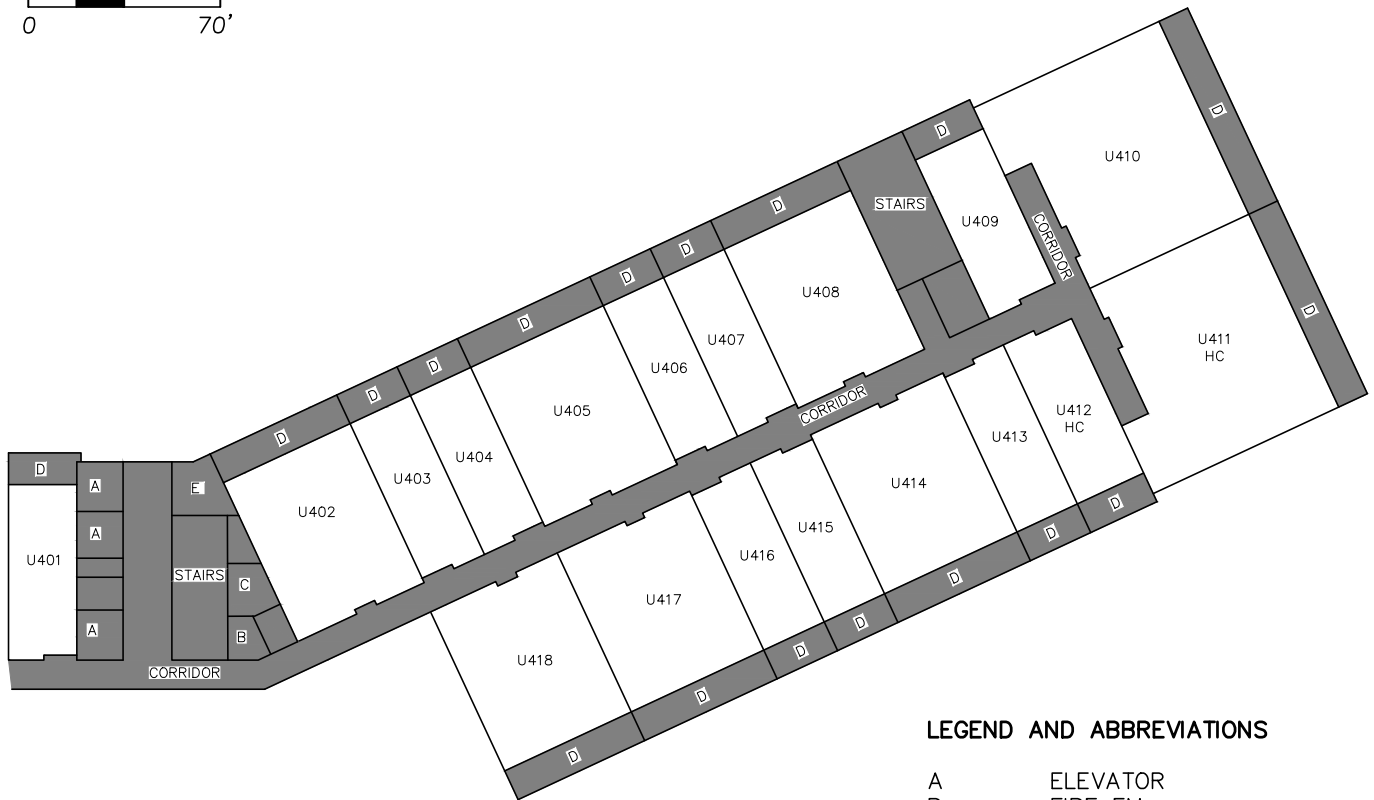 0 70'
D
U410
D
D
STAIRS
U409
CORRIDOR
D
D
U408
D
U407
D
U406
U411
HC
D
D
U405
CORRIDOR
D
U404
D
U403
U412
HC
U413
D
U402
U414
D
D
A
E
U415
D
A
U416
D
U401
STAIRS
C
U417
D
A
B
U418
D
CORRIDOR
D
D
LEGEND AND ABBREVIATIONS
A ELEVATOR